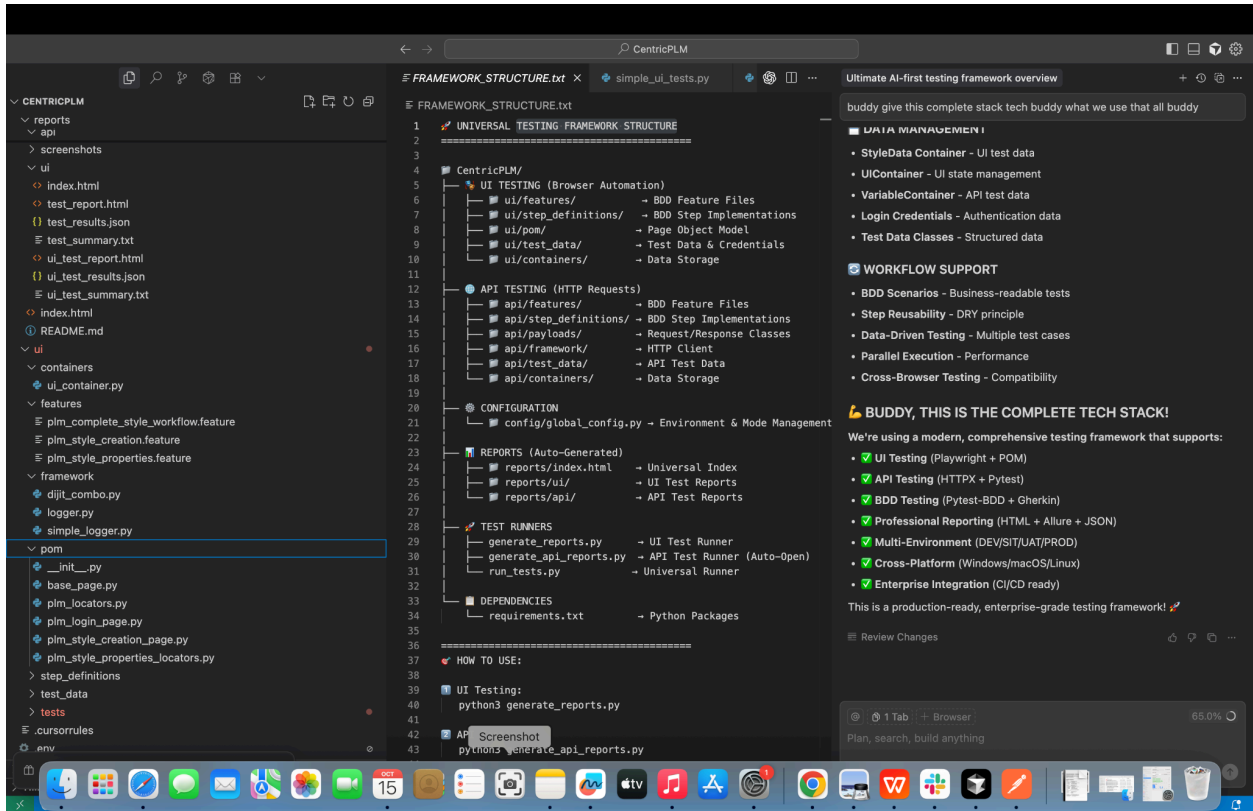 CentricPLM
CENTRICPLM
reports
api
screenshots
ui
index.html
test_report.html
test_results.json
test_summary.txt
ui_test_report.html
ui_test_results.json
ui_test_summary.txt
index.html
README.md
ui
containers
ui_container.py
features
plm_complete_style_workflow.feature
plm_style_creation.feature
plm_style_properties.feature
framework
dijit_combo.py
logger.py
simple_logger.py
pom
__init__.py
base_page.py
plm_locators.py
plm_login_page.py
plm_style_creation_page.py
plm_style_properties_locators.py
step_definitions
test_data
tests
.cursorrules
.env
FRAMEWORK_STRUCTURE.txt simple_ui_tests.py
FRAMEWORK_STRUCTURE.txt
1 🚀 UNIVERSAL TESTING FRAMEWORK STRUCTURE
2 ==========================================
3
4 📁 CentricPLM/
5 ├── 🎭 UI TESTING (Browser Automation)
6 │ ├── 📁 ui/features/ → BDD Feature Files
7 │ ├── 📁 ui/step_definitions/ → BDD Step Implementations
8 │ ├── 📁 ui/pom/ → Page Object Model
9 │ ├── 📁 ui/test_data/ → Test Data & Credentials
10 │ └── 📁 ui/containers/ → Data Storage
11 │
12 ├── 🌐 API TESTING (HTTP Requests)
13 │ ├── 📁 api/features/ → BDD Feature Files
14 │ ├── 📁 api/step_definitions/ → BDD Step Implementations
15 │ ├── 📁 api/payloads/ → Request/Response Classes
16 │ ├── 📁 api/framework/ → HTTP Client
17 │ ├── 📁 api/test_data/ → API Test Data
18 │ └── 📁 api/containers/ → Data Storage
19 │
20 ├── ⚙️ CONFIGURATION
21 │ └── 📁 config/global_config.py → Environment & Mode Management
22 │
23 ├── 📊 REPORTS (Auto-Generated)
24 │ ├── 📁 reports/index.html → Universal Index
25 │ ├── 📁 reports/ui/ → UI Test Reports
26 │ └── 📁 reports/api/ → API Test Reports
27 │
28 ├── 🚀 TEST RUNNERS
29 │ ├── generate_reports.py → UI Test Runner
30 │ ├── generate_api_reports.py → API Test Runner (Auto-Open)
31 │ └── run_tests.py → Universal Runner
32 │
33 └── 📋 DEPENDENCIES
34 └── requirements.txt → Python Packages
35
36 ==========================================
37 🎯 HOW TO USE:
38
39 1️⃣ UI Testing:
40 python3 generate_reports.py
41
42 2️⃣ AP
43 python3 generate_api_reports.py
Screenshot
Ultimate AI-first testing framework overview
buddy give this complete stack tech buddy what we use that all buddy
DATA MANAGEMENT
• StyleData Container - UI test data
• UIContainer - UI state management
• VariableContainer - API test data
• Login Credentials - Authentication data
• Test Data Classes - Structured data
🔄 WORKFLOW SUPPORT
• BDD Scenarios - Business-readable tests
• Step Reusability - DRY principle
• Data-Driven Testing - Multiple test cases
• Parallel Execution - Performance
• Cross-Browser Testing - Compatibility
💪 BUDDY, THIS IS THE COMPLETE TECH STACK!
We're using a modern, comprehensive testing framework that supports:
• ✅ UI Testing (Playwright + POM)
• ✅ API Testing (HTTPX + Pytest)
• ✅ BDD Testing (Pytest-BDD + Gherkin)
• ✅ Professional Reporting (HTML + Allure + JSON)
• ✅ Multi-Environment (DEV/SIT/UAT/PROD)
• ✅ Cross-Platform (Windows/macOS/Linux)
• ✅ Enterprise Integration (CI/CD ready)
This is a production-ready, enterprise-grade testing framework! 🚀
Review Changes
@ 1 Tab + Browser 65.0%
Plan, search, build anything
OCT
15
tv
1